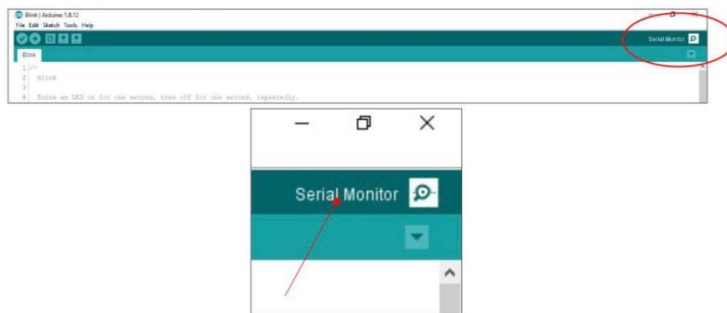 Blink | Arduino 1.8.12
File Edit Sketch Tools Help
Serial Monitor
Blink
1 /*
2 Blink
3
4 Turns an LED on for one second, then off for one second, repeatedly.
Serial Monitor